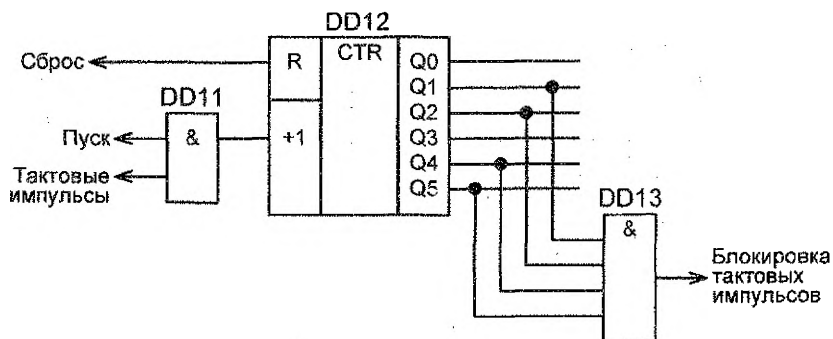 DD12
Сброс
R
CTR
Q0
Q1
DD11
Q2
Пуск
&
+1
Q3
Тактовые
импульсы
Q4
Q5
DD13
&
Блокировка
тактовых
импульсов